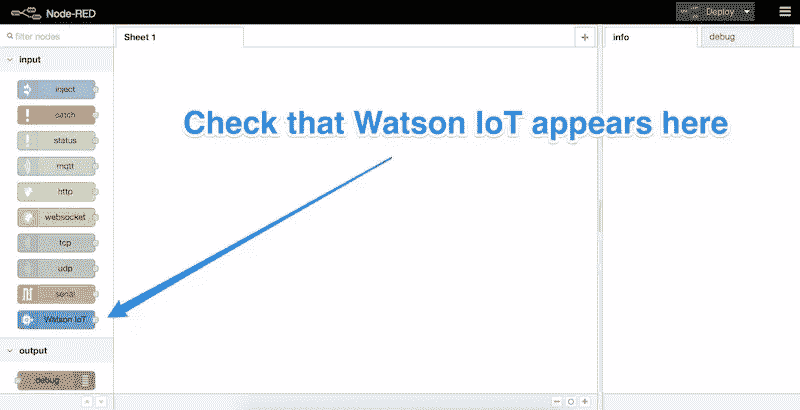 Node-RED
Deploy
filter nodes
Sheet 1
info
debug
input
inject
catch
status
mqtt
http
websocket
tcp
udp
serial
Watson IoT
output
debug
Check that Watson IoT appears here